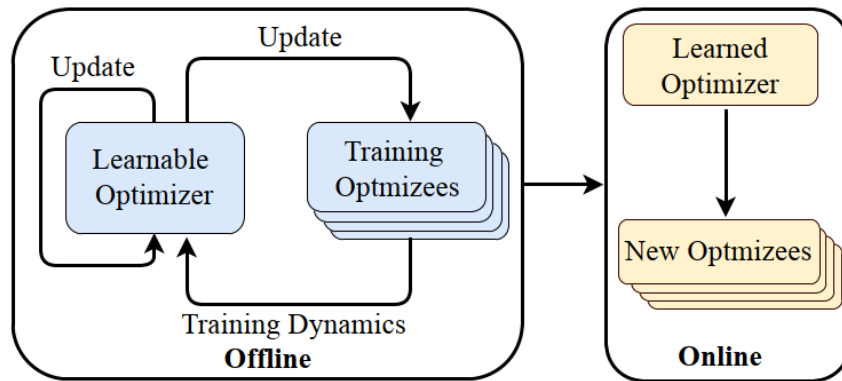 Update
Update
Learnable
Optimizer
Training
Optmizees
Training Dynamics
Offline
Learned
Optimizer
New Optmizees
Online